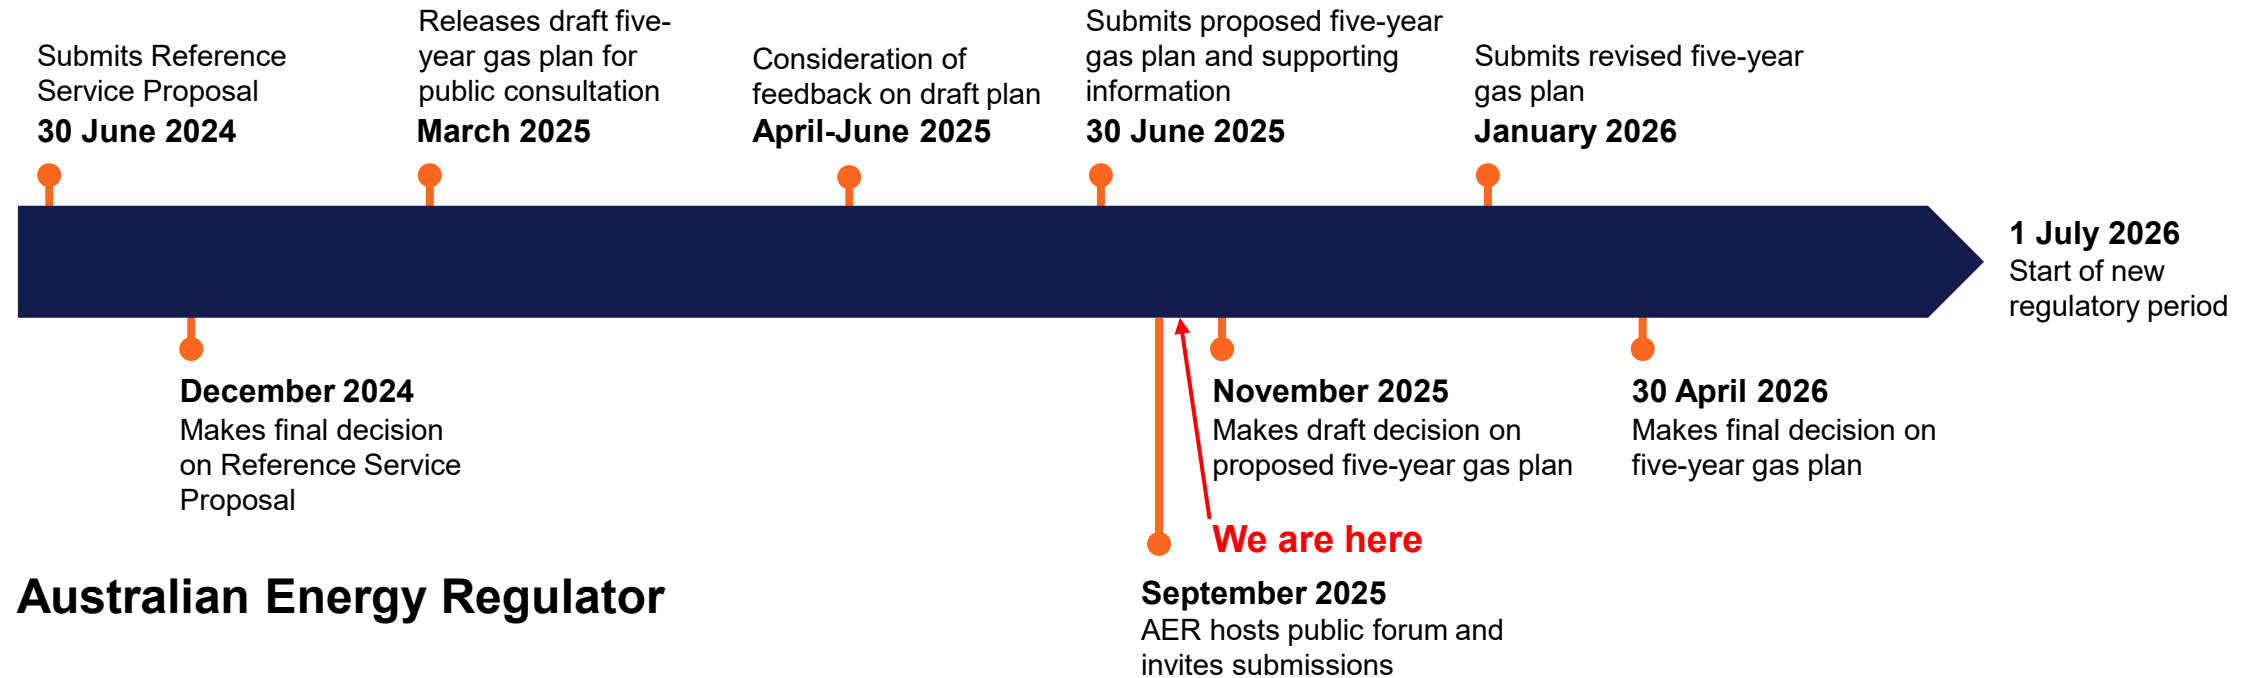 Submits Reference
Service Proposal
30 June 2024
Releases draft five-
year gas plan for
public consultation
March 2025
Consideration of
feedback on draft plan
April-June 2025
Submits proposed five-year
gas plan and supporting
information
30 June 2025
Submits revised five-year
gas plan
January 2026
1 July 2026
Start of new
regulatory period
December 2024
Makes final decision
on Reference Service
Proposal
November 2025
Makes draft decision on
proposed five-year gas plan
30 April 2026
Makes final decision on
five-year gas plan
We are here
September 2025
AER hosts public forum and
invites submissions
Australian Energy Regulator